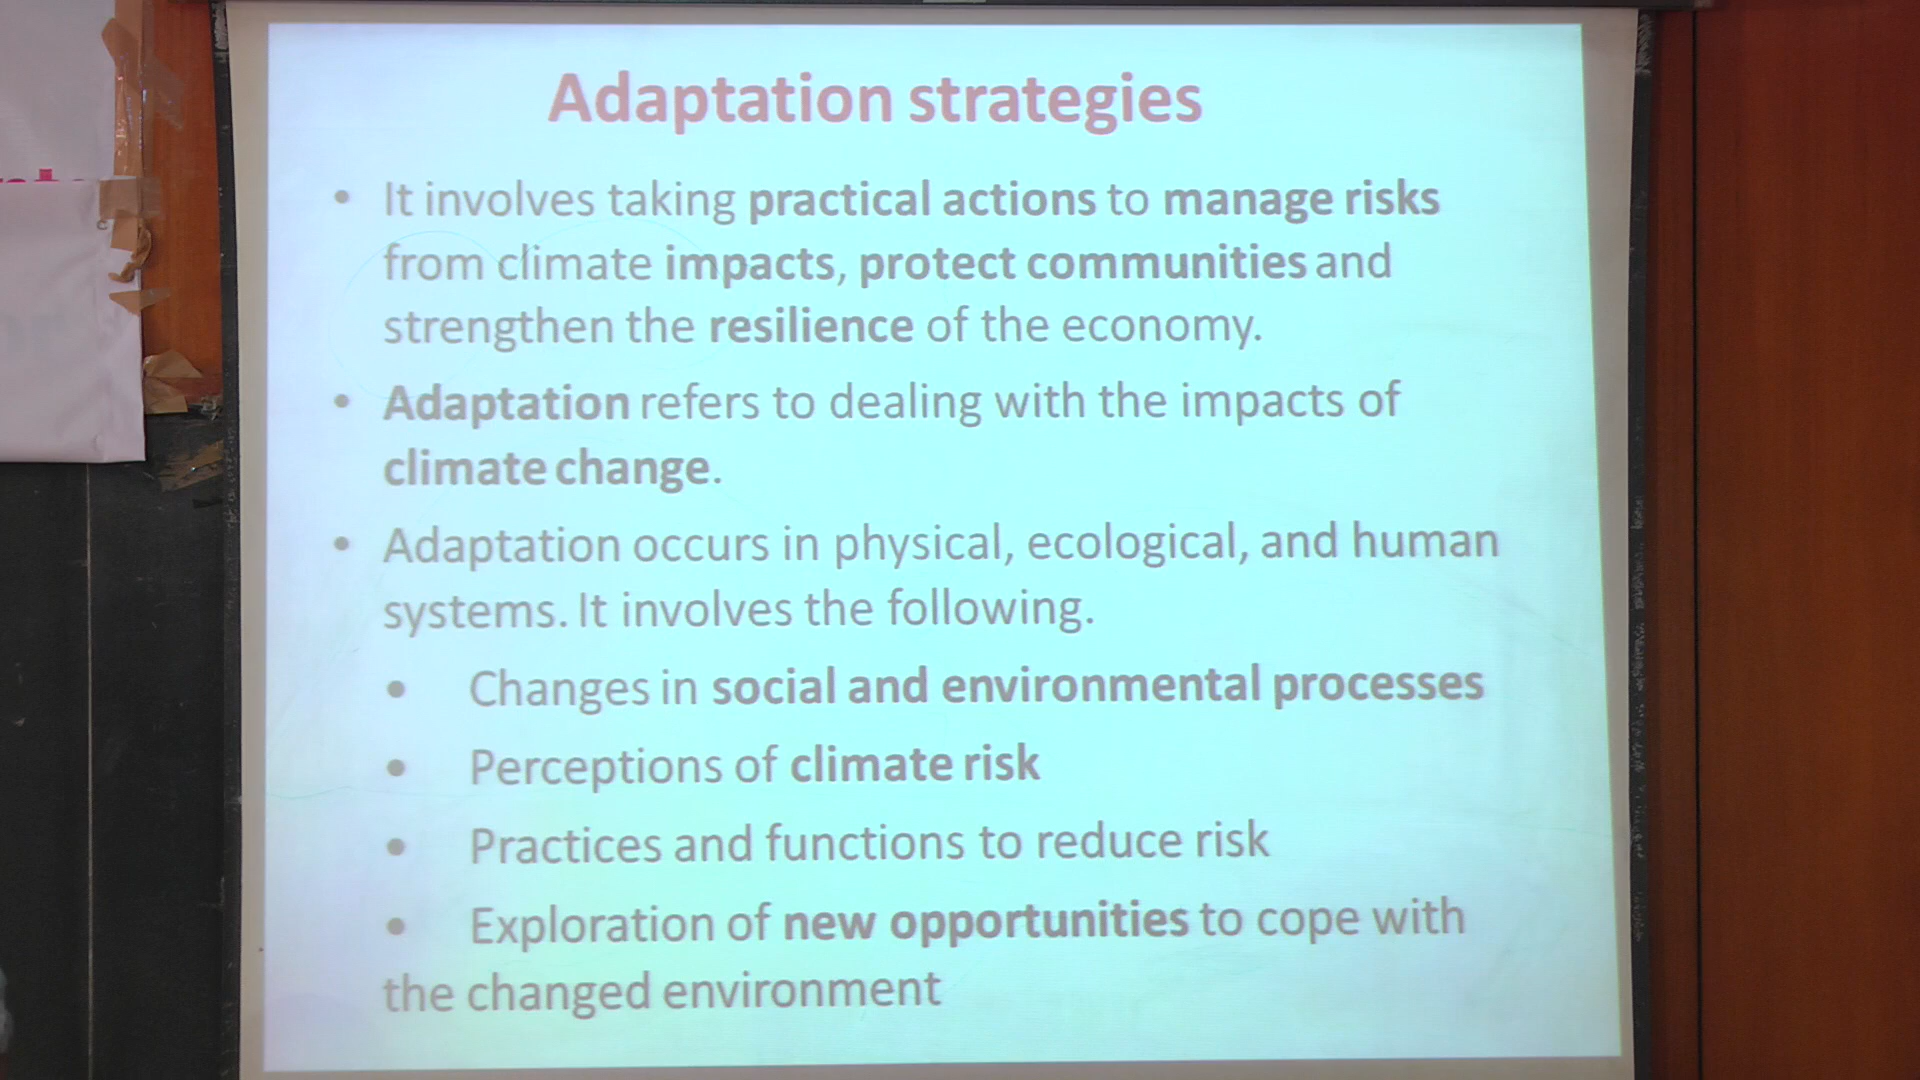 Adaptation strategies
• It involves taking practical actions to manage risks
from climate impacts, protect communities and
strengthen the resilience of the economy.
• Adaptation refers to dealing with the impacts of
climate change.
• Adaptation occurs in physical, ecological, and human
systems. It involves the following.
• Changes in social and environmental processes
• Perceptions of climate risk
• Practices and functions to reduce risk
• Exploration of new opportunities to cope with
the changed environment